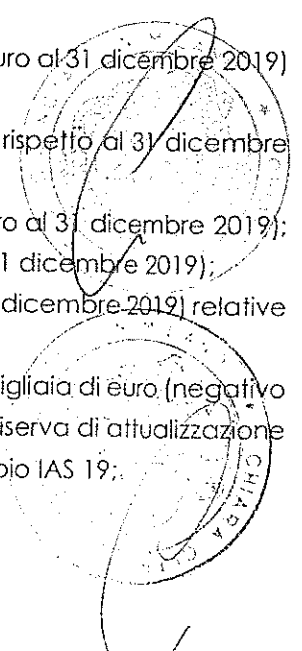 uro al 31 dicembre 2019)
rispetto al 31 dicembre
ro al 31 dicembre 2019);
1 dicembre 2019);
dicembre 2019) relative
igliaia di euro (negativo
iserva di attualizzazione
pio IAS 19;
CHIARA